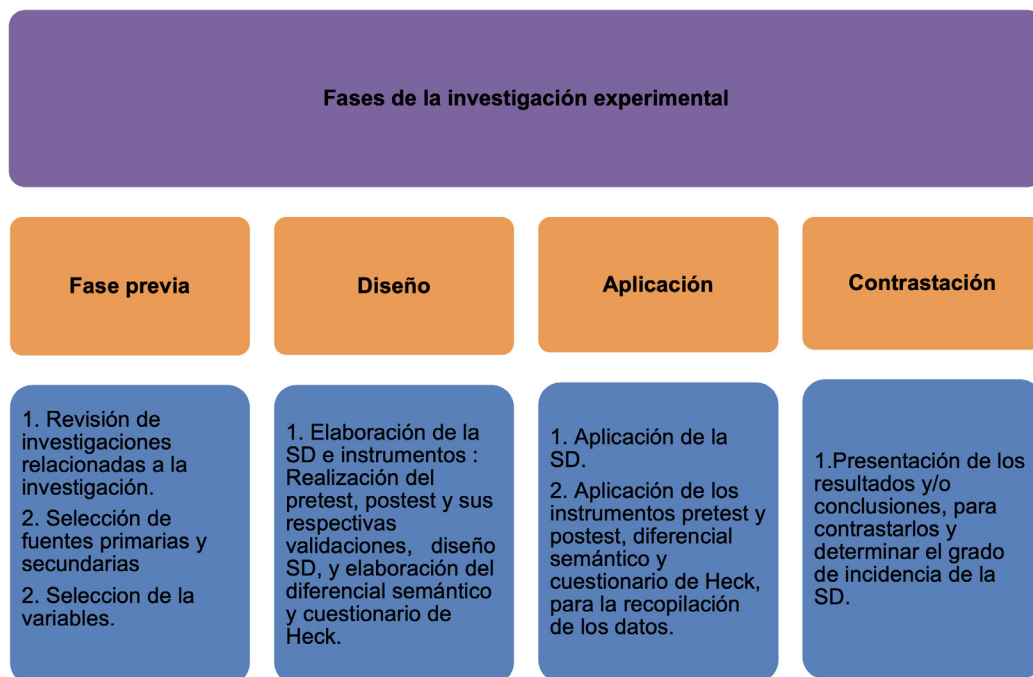 Fases de la investigación experimental
Fase previa
Diseño
Aplicación
Contrastación
1. Revisión de
investigaciones
relacionadas a la
investigación.
2. Selección de
fuentes primarias y
secundarias
2. Seleccion de la
variables.
1. Elaboración de la
SD e instrumentos :
Realización del
pretest, postest y sus
respectivas
validaciones, diseño
SD, y elaboración del
diferencial semántico
y cuestionario de
Heck.
1. Aplicación de la
SD.
2. Aplicación de los
instrumentos pretest y
postest, diferencial
semántico y
cuestionario de Heck,
para la recopilación
de los datos.
1.Presentación de los
resultados y/o
conclusiones, para
contrastarlos y
determinar el grado
de incidencia de la
SD.